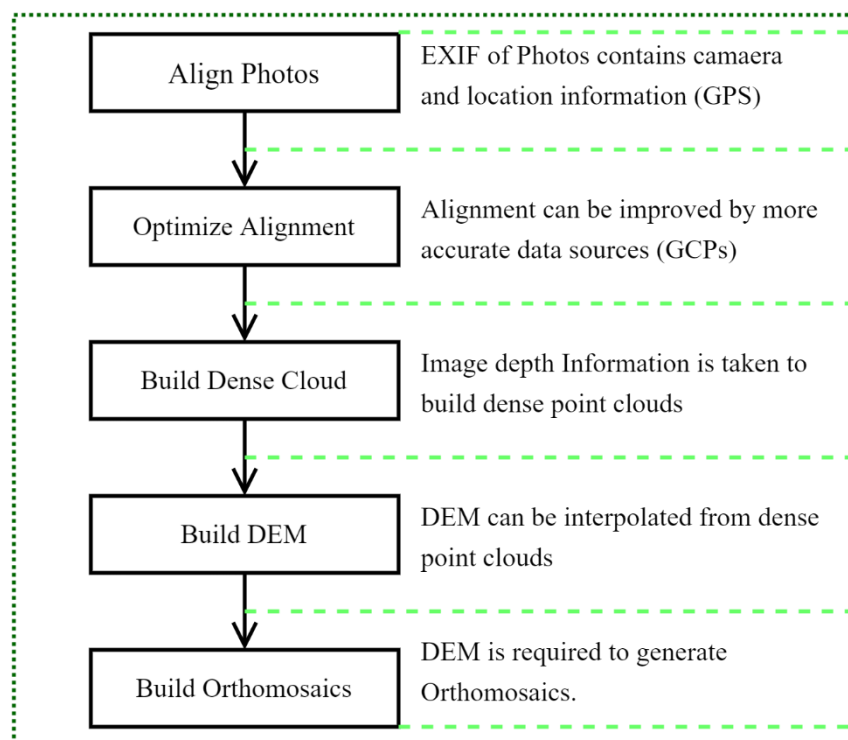 Align Photos
EXIF of Photos contains camaera
and location information (GPS)
Optimize Alignment
Alignment can be improved by more
accurate data sources (GCPs)
Build Dense Cloud
Image depth Information is taken to
build dense point clouds
Build DEM
DEM can be interpolated from dense
point clouds
Build Orthomosaics
DEM is required to generate
Orthomosaics.